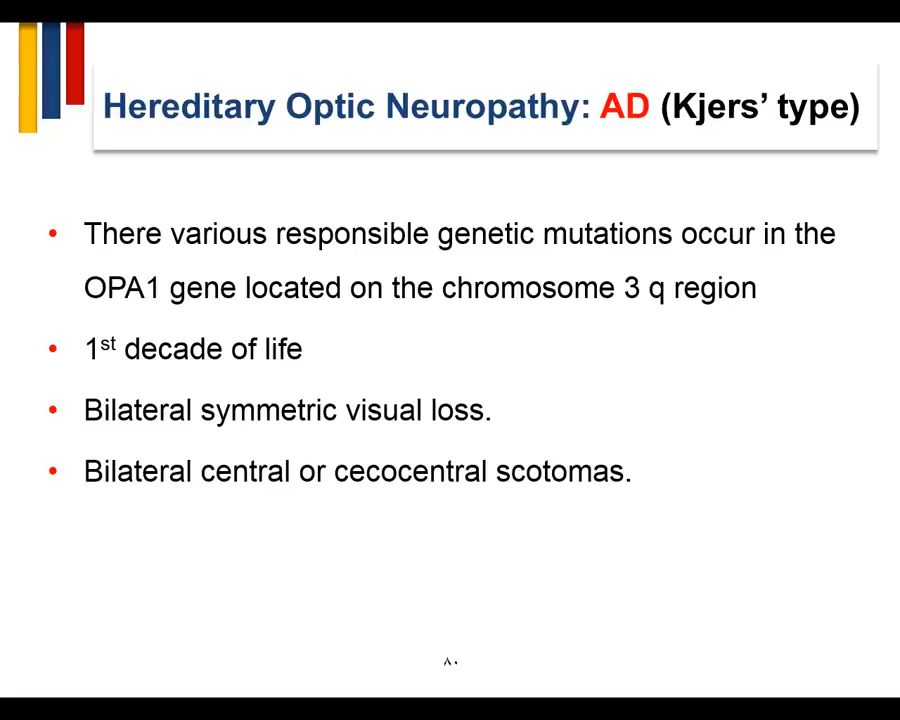 Hereditary Optic Neuropathy: AD (Kjers’ type)
• There various responsible genetic mutations occur in the
OPA1 gene located on the chromosome 3 q region
• 1st decade of life
• Bilateral symmetric visual loss.
• Bilateral central or cecocentral scotomas.
٨٠